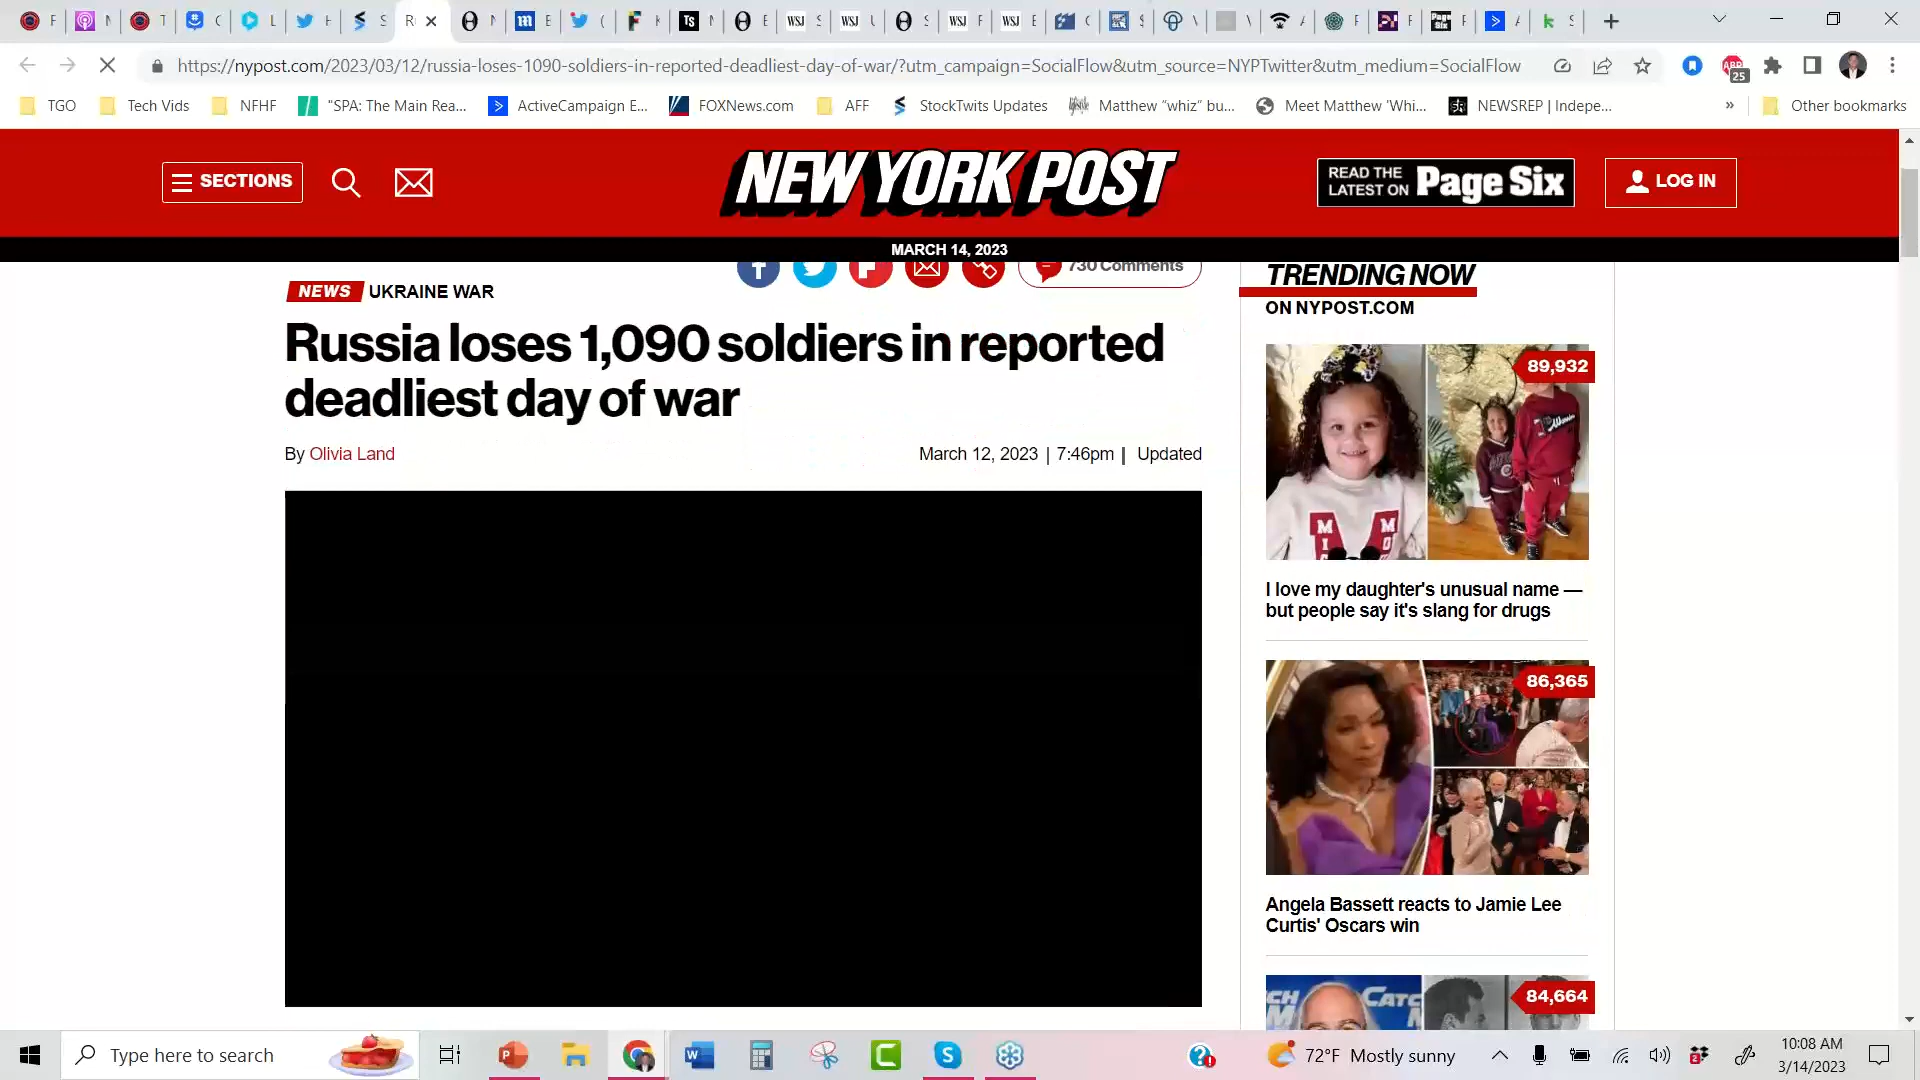 https://nypost.com/2023/03/12/russia-loses-1090-soldiers-in-reported-deadliest-day-of-war/?utm_campaign=SocialFlow&utm_source=NYPTwitter&utm_medium=SocialFlow
25
TGO
Tech Vids
NFHF
"SPA: The Main Rea...
ActiveCampaign E...
FOXNews.com
AFF
StockTwits Updates
Matthew "whiz" bu...
Meet Matthew 'Whi...
NEWSREP | Indepe...
»
Other bookmarks
SECTIONS
NEW YORK POST
READ THE
LATEST ON
Page Six
LOG IN
MARCH 14, 2023
730 Comments
NEWS UKRAINE WAR
Russia loses 1,090 soldiers in reported
deadliest day of war
By Olivia Land
March 12, 2023 | 7:46pm | Updated
TRENDING NOW
ON NYPOST.COM
89,932
I love my daughter's unusual name —
but people say it's slang for drugs
86,365
Angela Bassett reacts to Jamie Lee
Curtis' Oscars win
84,664
Type here to search
72°F Mostly sunny
10:08 AM
3/14/2023